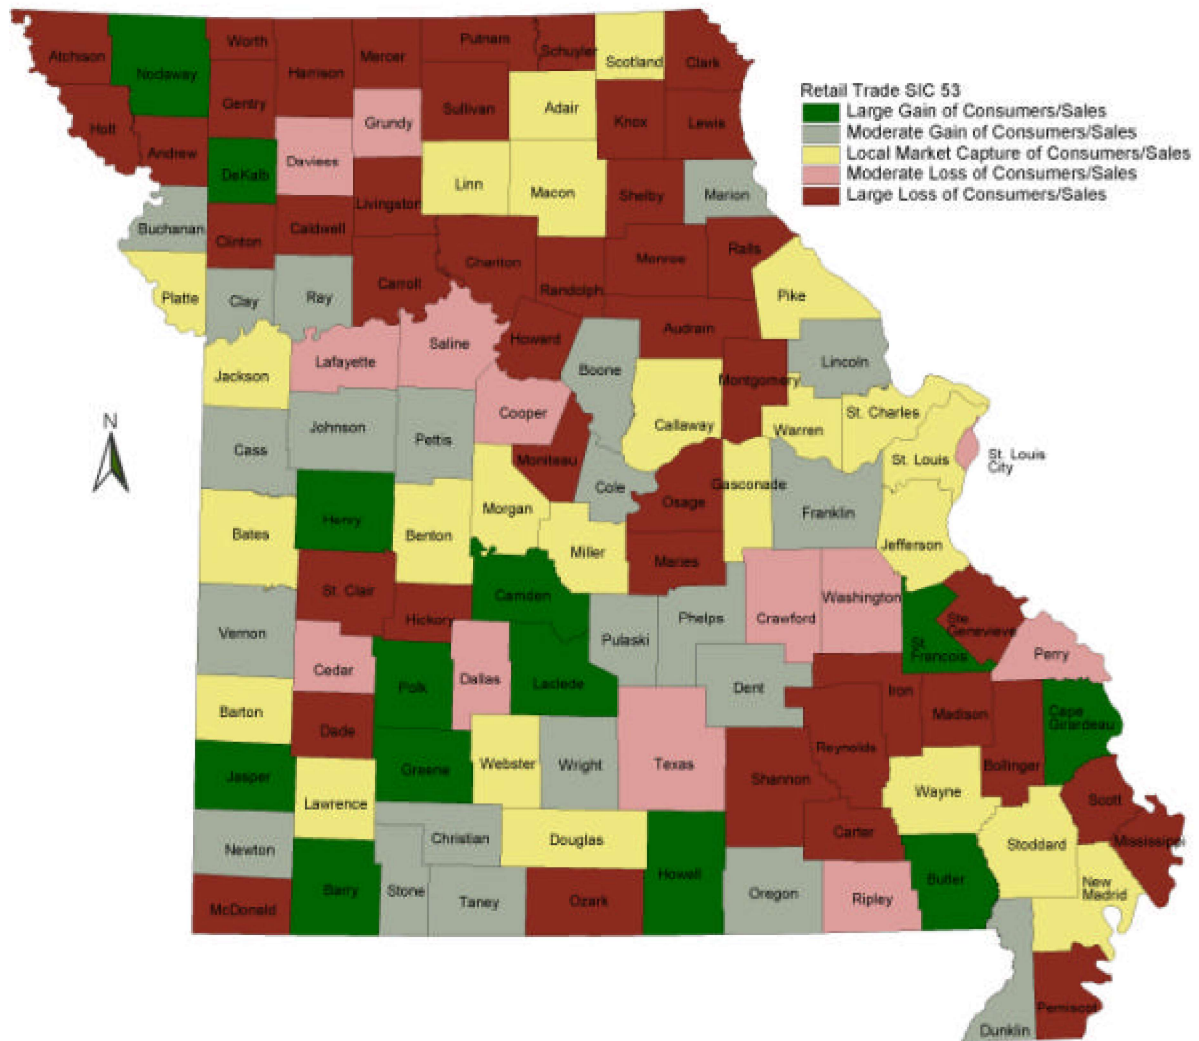 Worth
Putnam
Atchison
Mercer
Schuyler
Scotland
Clark
Nodaway
Harrison
Gentry
Sullivan
Adair
Grundy
Knox
Lewis
Holt
Andrew
Daviess
DeKalb
Linn
Macon
Shelby
Marion
Livingston
Buchanan
Clinton
Caldwell
Chariton
Monroe
Ralls
Carroll
Randolph
Platte
Clay
Ray
Pike
Audrain
Howard
Saline
Lafayette
Boone
Lincoln
Jackson
Montgomery
Cooper
St. Charles
Callaway
Warren
Johnson
Pettis
Cass
Moniteau
St. Louis
St. Louis
City
Cole
Gasconade
Osage
Morgan
Franklin
Henry
Bates
Benton
Miller
Jefferson
Maries
St. Clair
Camden
Washington
Hickory
Phelps
Crawford
Ste
Genevieve
Vernon
Pulaski
St
Francois
Perry
Cedar
Dallas
Polk
Laclede
Dent
Iron
Barton
Madison
Cape
Girardeau
Dade
Reynolds
Jasper
Greene
Webster
Wright
Texas
Shannon
Bollinger
Wayne
Lawrence
Scott
Carter
Christian
Douglas
Mississippi
Stoddard
Newton
Howell
Butler
New
Madrid
Barry
Stone
Taney
Ozark
Oregon
Ripley
McDonald
Pemiscot
Dunklin
N
Retail Trade SIC 53
Large Gain of Consumers/Sales
Moderate Gain of Consumers/Sales
Local Market Capture of Consumers/Sales
Moderate Loss of Consumers/Sales
Large Loss of Consumers/Sales